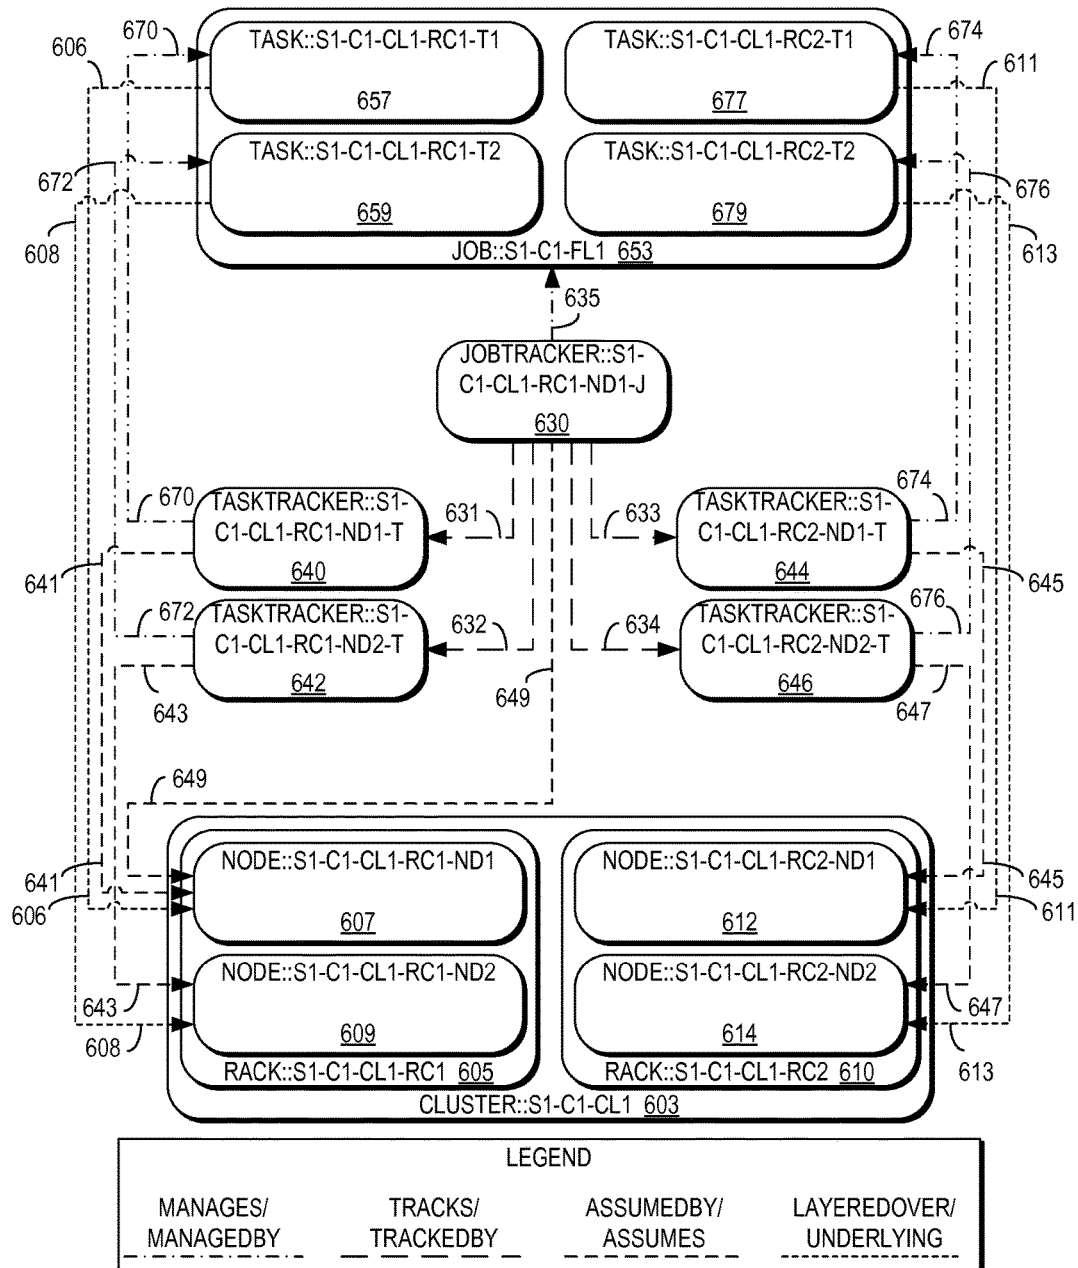 670
606
TASK::S1-C1-CL1-RC1-T1
657
TASK::S1-C1-CL1-RC2-T1
677
674
611
672
608
TASK::S1-C1-CL1-RC1-T2
659
TASK::S1-C1-CL1-RC2-T2
679
676
613
JOB::S1-C1-FL1 653
635
JOBTRACKER::S1-
C1-CL1-RC1-ND1-J
630
670
TASKTRACKER::S1-
C1-CL1-RC1-ND1-T
640
631
633
TASKTRACKER::S1-
C1-CL1-RC2-ND1-T
644
674
641
645
672
TASKTRACKER::S1-
C1-CL1-RC1-ND2-T
642
632
634
TASKTRACKER::S1-
C1-CL1-RC2-ND2-T
646
676
643
649
647
649
641
606
NODE::S1-C1-CL1-RC1-ND1
607
NODE::S1-C1-CL1-RC2-ND1
612
645
611
643
608
NODE::S1-C1-CL1-RC1-ND2
609
NODE::S1-C1-CL1-RC2-ND2
614
647
613
RACK::S1-C1-CL1-RC1 605
RACK::S1-C1-CL1-RC2 610
CLUSTER::S1-C1-CL1 603
LEGEND
MANAGES/
MANAGEDBY
TRACKS/
TRACKEDBY
ASSUMEDBY/
ASSUMES
LAYEREDOVER/
UNDERLYING